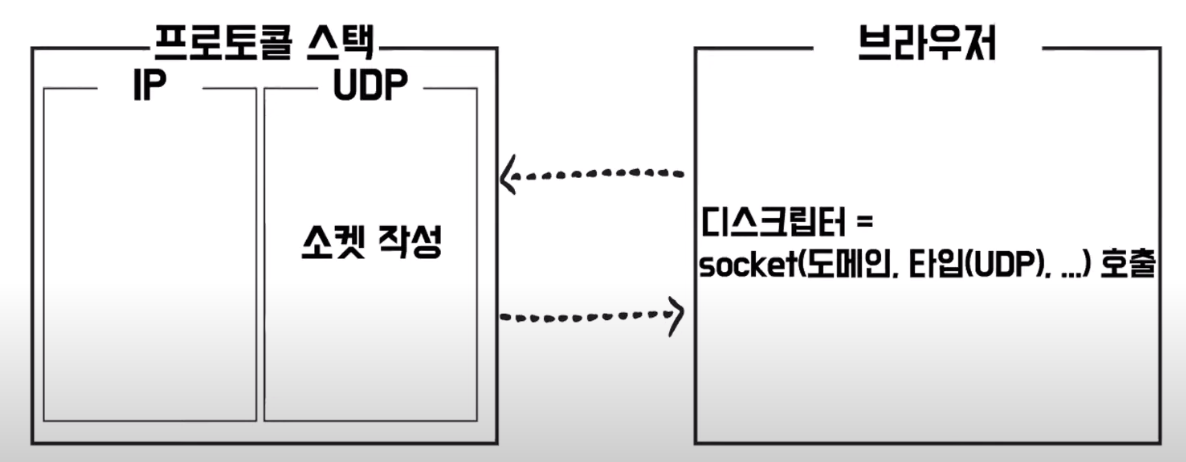 프로토콜 스택
IP
UDP
소켓 작성
브라우저
디스크립터 =
socket(도메인, 타입(UDP), ...) 호출